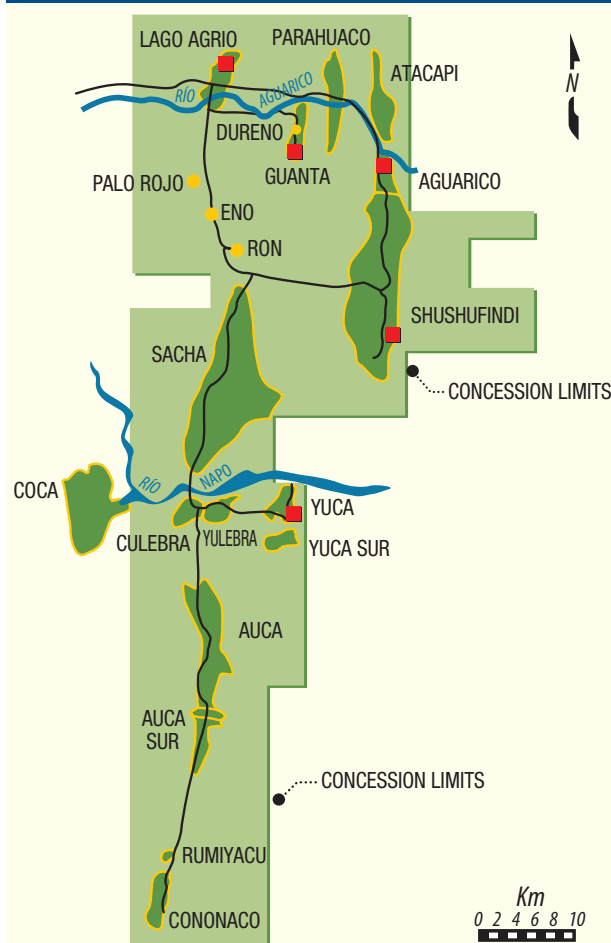 LAGO AGRIO
PARAHUACO
ATACAPI
N
RÍO
AGUARICO
DURENO
GUANTA
AGUARICO
PALO ROJO
ENO
RON
SHUSHUFINDI
SACHA
CONCESSION LIMITS
COCA
RÍO
NAPO
YUCA
CULEBRA
YULEBRA
YUCA SUR
AUCA
AUCA
SUR
CONCESSION LIMITS
RUMIYACU
CONONACO
Km
0 2 4 6 8 10